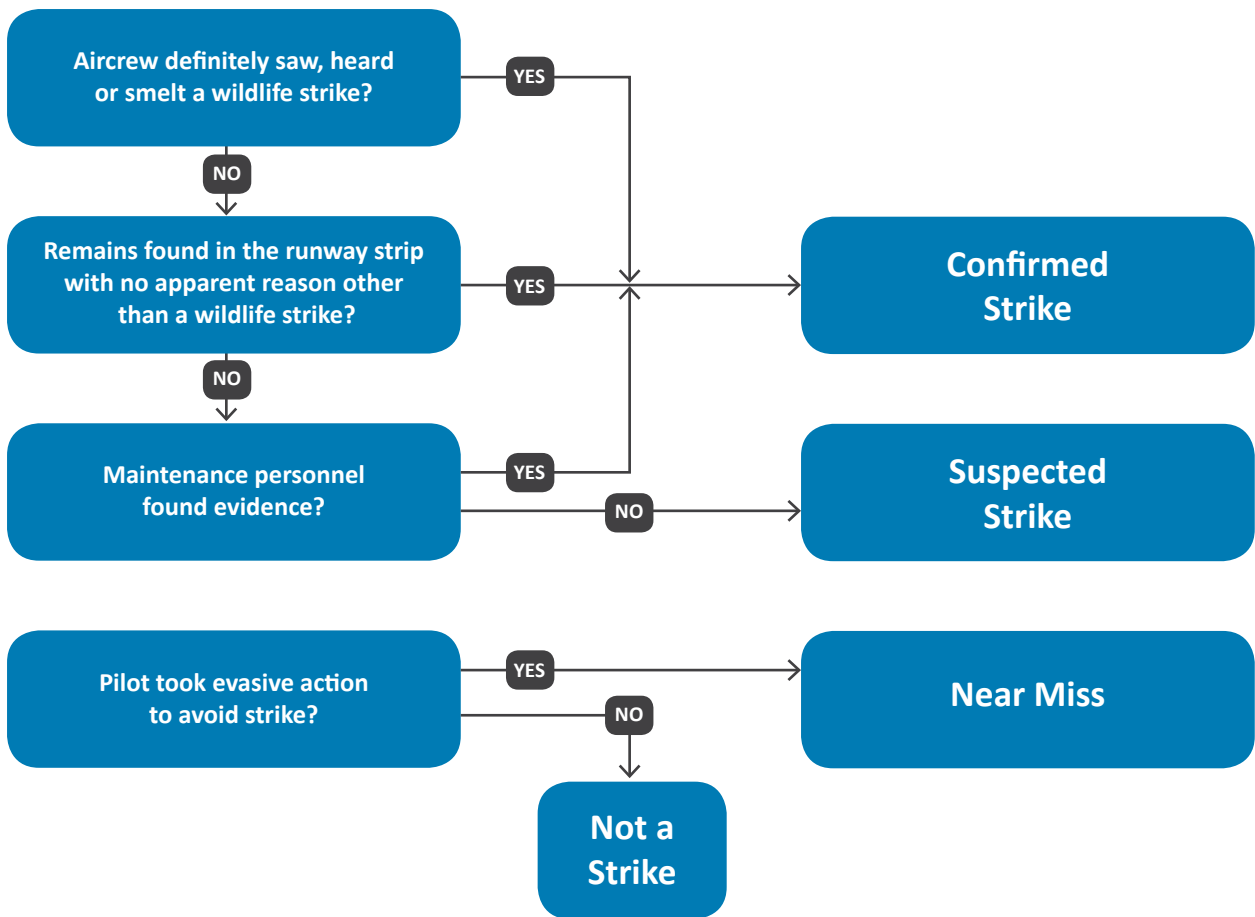 Aircrew definitely saw, heard
or smelt a wildlife strike?
YES
NO
Remains found in the runway strip
with no apparent reason other
than a wildlife strike?
YES
Confirmed
Strike
NO
Maintenance personnel
found evidence?
YES
NO
Suspected
Strike
Pilot took evasive action
to avoid strike?
YES
Near Miss
NO
Not a
Strike